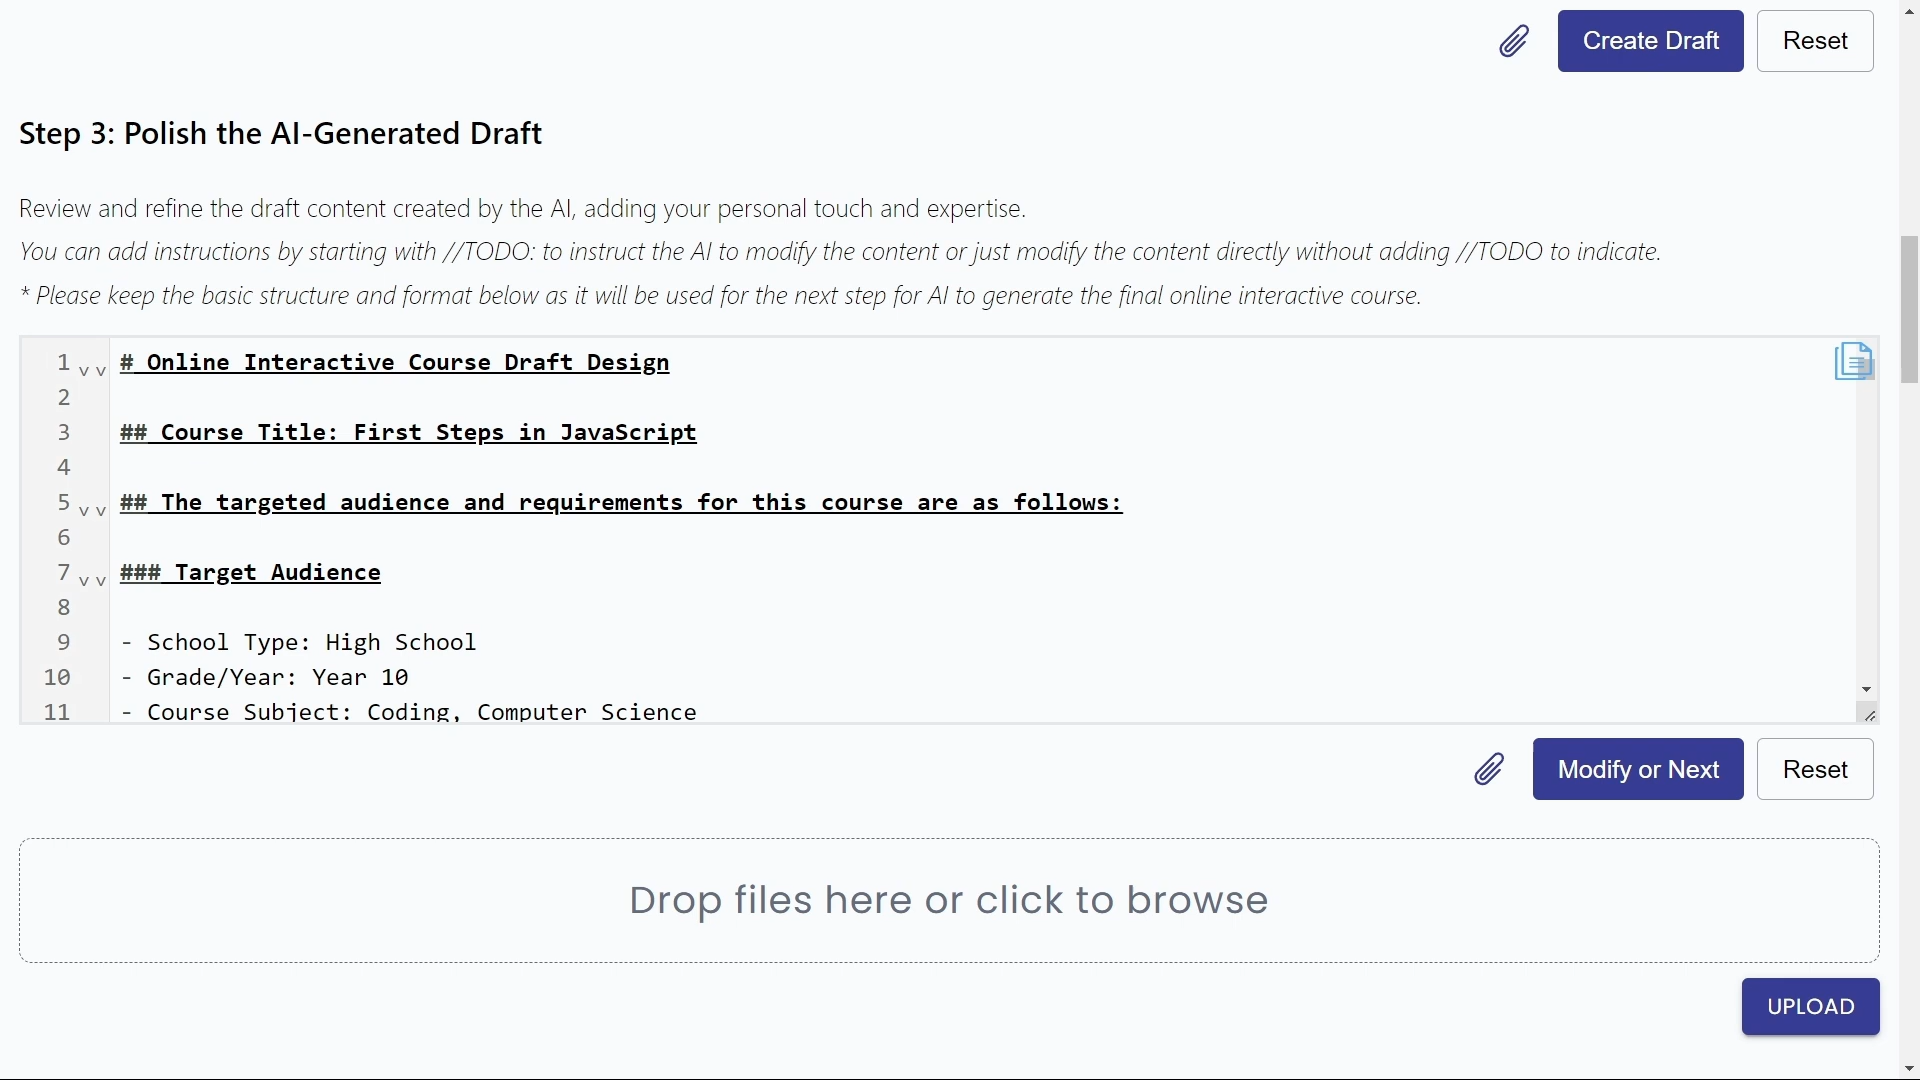 Create Draft Reset
Step 3: Polish the AI-Generated Draft
Review and refine the draft content created by the AI, adding your personal touch and expertise.
You can add instructions by starting with //TODO: to instruct the AI to modify the content or just modify the content directly without adding //TODO to indicate.
* Please keep the basic structure and format below as it will be used for the next step for AI to generate the final online interactive course.
1 # Online Interactive Course Draft Design
2
3 ## Course Title: First Steps in JavaScript
4
5 ## The targeted audience and requirements for this course are as follows:
6
7 ### Target Audience
8
9 - School Type: High School
10 - Grade/Year: Year 10
11 - Course Subject: Coding, Computer Science
Modify or Next Reset
Drop files here or click to browse
UPLOAD